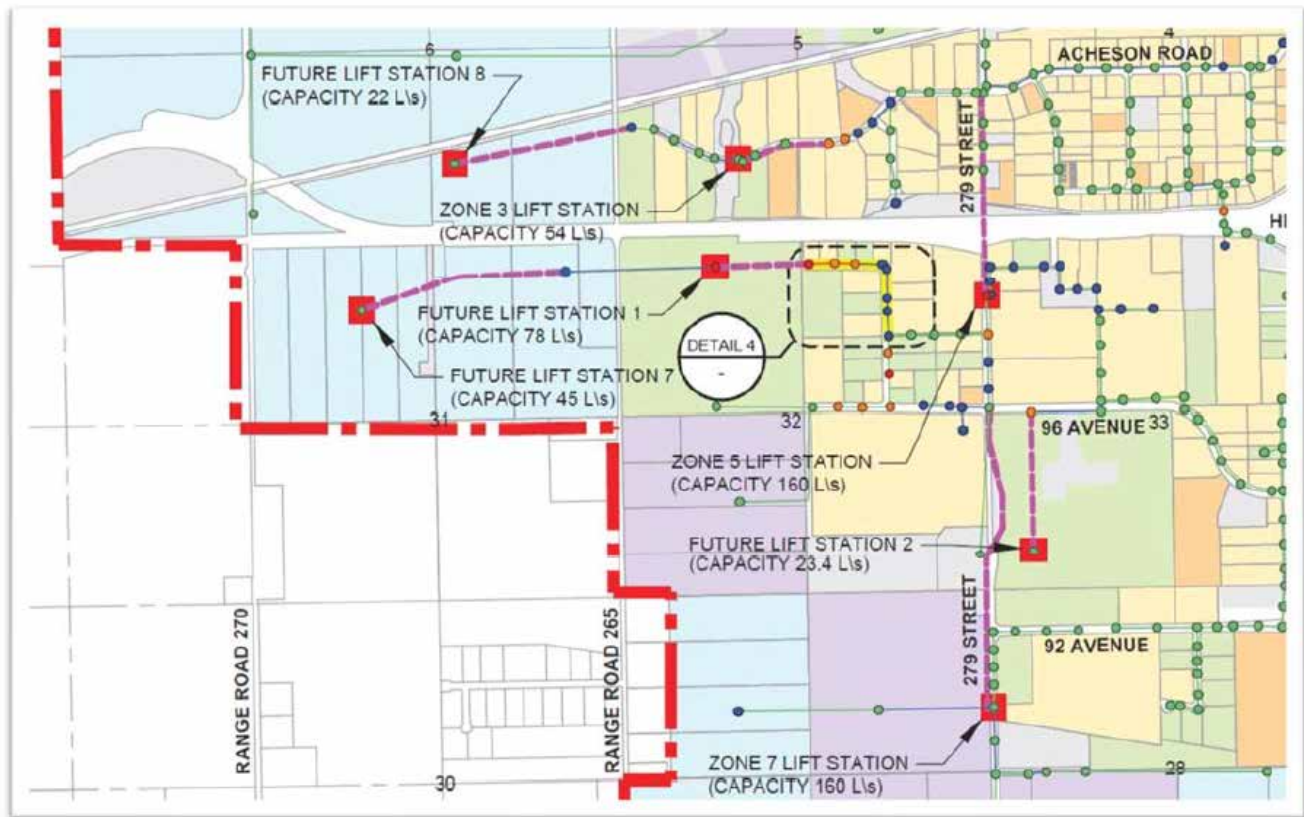 6
5
4
ACHESON ROAD
FUTURE LIFT STATION 8
(CAPACITY 22 L\s)
279 STREET
ZONE 3 LIFT STATION
(CAPACITY 54 L\s)
HI
FUTURE LIFT STATION 1
(CAPACITY 78 L\s)
DETAIL 4
-
FUTURE LIFT STATION 7
(CAPACITY 45 L\s)
31
32
96 AVENUE 33
ZONE 5 LIFT STATION
(CAPACITY 160 L\s)
FUTURE LIFT STATION 2
(CAPACITY 23.4 L\s)
RANGE ROAD 270
RANGE ROAD 265
279 STREET
92 AVENUE
ZONE 7 LIFT STATION
(CAPACITY 160 L\s)
30
28